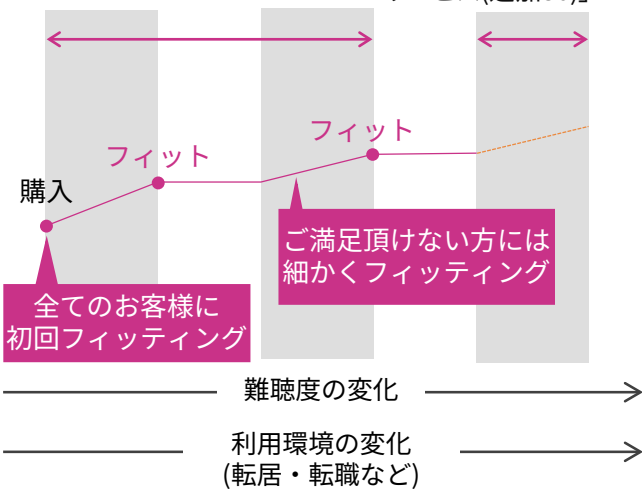 フィット
フィット
購入
ご満足頂けない方には
細かくフィッティング
全てのお客様に
初回フィッティング
難聴度の変化
利用環境の変化
(転居・転職など)